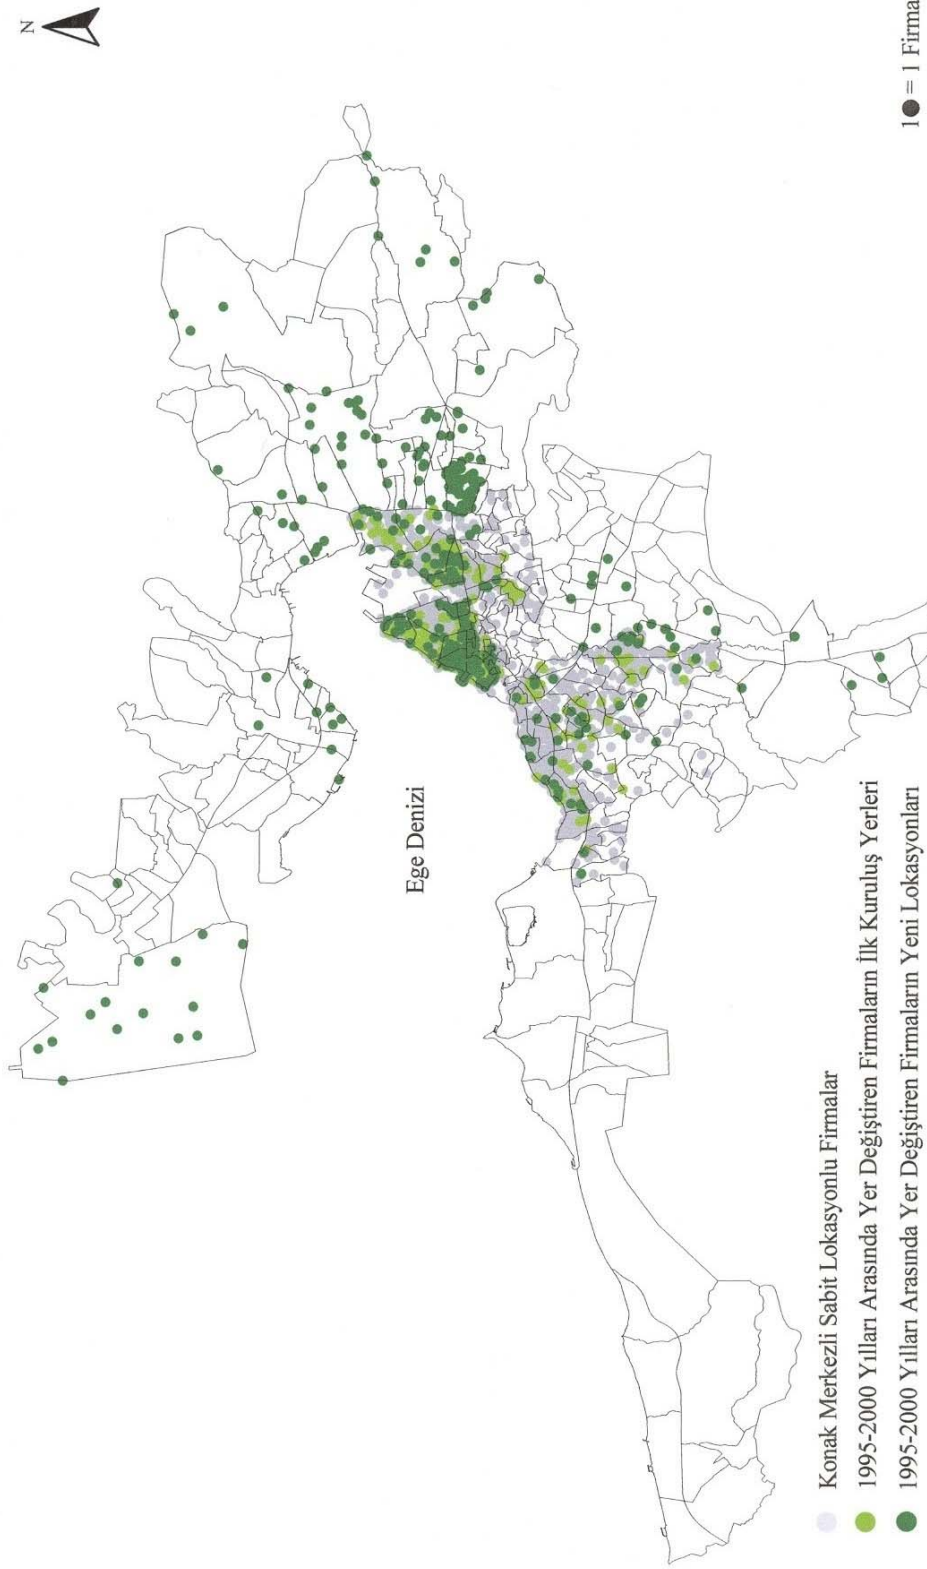 N
Ege Denizi
Konak Merkezli Sabit Lokasyonlu Firmalar
1995-2000 Yılları Arasında Yer Değiştiren Firmaların İlk Kuruluş Yerleri
1995-2000 Yılları Arasında Yer Değiştiren Firmaların Yeni Lokasyonları
1●= 1 Firma